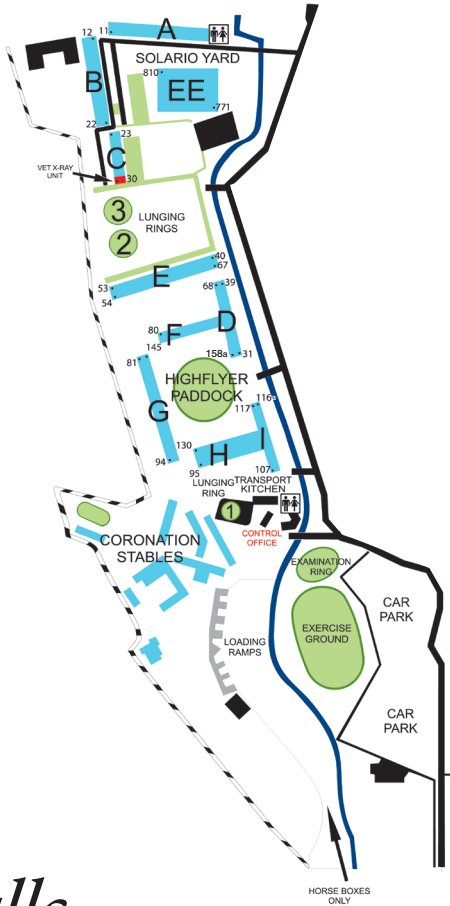 12
11
A
SOLARIO YARD
810
EE
771
B
22
23
C
VET X-RAY
UNIT
30
3
LUNGING
RINGS
2
40
67
E
53
54
68
39
D
80
F
145
158a
31
81
HIGHFLYER
PADDOCK
G
116a
117
130
H
I
94
95
107
LUNGING
RING
TRANSPORT
KITCHEN
1
CONTROL
OFFICE
CORONATION
STABLES
EXAMINATION
RING
EXERCISE
GROUND
CAR
PARK
LOADING
RAMPS
CAR
PARK
HORSE BOXES
ONLY